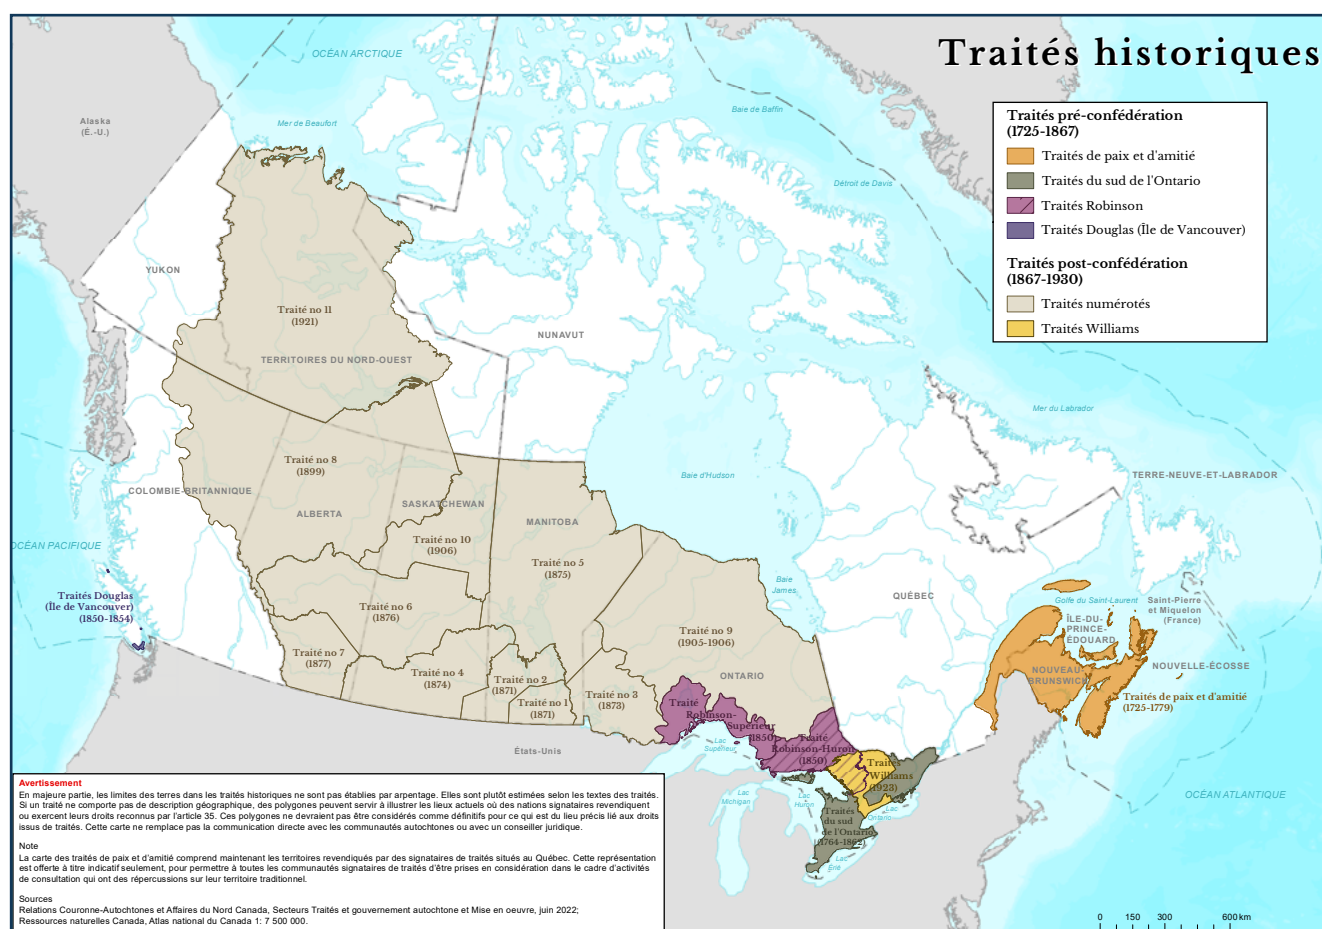 Traités historiques
OCÉAN ARCTIQUE
Alaska
(É.-U.)
Mer de Beaufort
Baie de Baffin
Détroit de Davis
Traités pré-confédération
(1725-1867)
Traités de paix et d'amitié
Traités du sud de l'Ontario
Traités Robinson
Traités Douglas (Île de Vancouver)
Traités post-confédération
(1867-1930)
Traités numérotés
Traités Williams
YUKON
Traité no 11
(1921)
NUNAVUT
TERRITOIRES DU NORD-OUEST
Mer du Labrador
Traité no 8
(1899)
COLOMBIE-BRITANNIQUE
ALBERTA
SASKATCHEWAN
MANITOBA
Baie d'Hudson
TERRE-NEUVE-ET-LABRADOR
OCÉAN PACIFIQUE
Traité no 10
(1906)
Traité no 5
(1875)
Baie
James
QUÉBEC
Traités Douglas
(Île de Vancouver)
(1850-1854)
Traité no 6
(1876)
Traité no 9
(1905-1906)
ONTARIO
Golfe du Saint-Laurent
Saint-Pierre
et Miquelon
(France)
ÎLE-DU-
PRINCE-
ÉDOUARD
NOUVEAU-
BRUNSWICK
NOUVELLE-ÉCOSSE
Traités de paix et d'amitié
(1725-1779)
Traité no 7
(1877)
Traité no 4
(1874)
Traité no 2
(1871)
Traité no 1
(1871)
Traité no 3
(1873)
Traité
Robinson-
Supérieur
(1850)
Traité
Robinson-Huron
(1850)
Lac
Supérieur
États-Unis
Traités
Williams
(1923)
Lac
Michigan
Lac
Huron
Lac
Ontario
Traités
du sud
de l'Ontario
(1764-1862)
Lac
Érié
OCÉAN ATLANTIQUE
Avertissement
En majeure partie, les limites des terres dans les traités historiques ne sont pas établies par arpentage. Elles sont plutôt estimées selon les textes des traités.
Si un traité ne comporte pas de description géographique, des polygones peuvent servir à illustrer les lieux actuels où des nations signataires revendiquent
ou exercent leurs droits reconnus par l'article 35. Ces polygones ne devraient pas être considérés comme définitifs pour ce qui est du lieu précis lié aux droits
issus de traités. Cette carte ne remplace pas la communication directe avec les communautés autochtones ou avec un conseiller juridique.
Note
La carte des traités de paix et d'amitié comprend maintenant les territoires revendiqués par des signataires de traités situés au Québec. Cette représentation
est offerte à titre indicatif seulement, pour permettre à toutes les communautés signataires de traités d'être prises en considération dans le cadre d'activités
de consultation qui ont des répercussions sur leur territoire traditionnel.
Sources
Relations Couronne-Autochtones et Affaires du Nord Canada, Secteurs Traités et gouvernement autochtone et Mise en oeuvre, juin 2022;
Ressources naturelles Canada, Atlas national du Canada 1: 7 500 000.
0 150 300 600 km